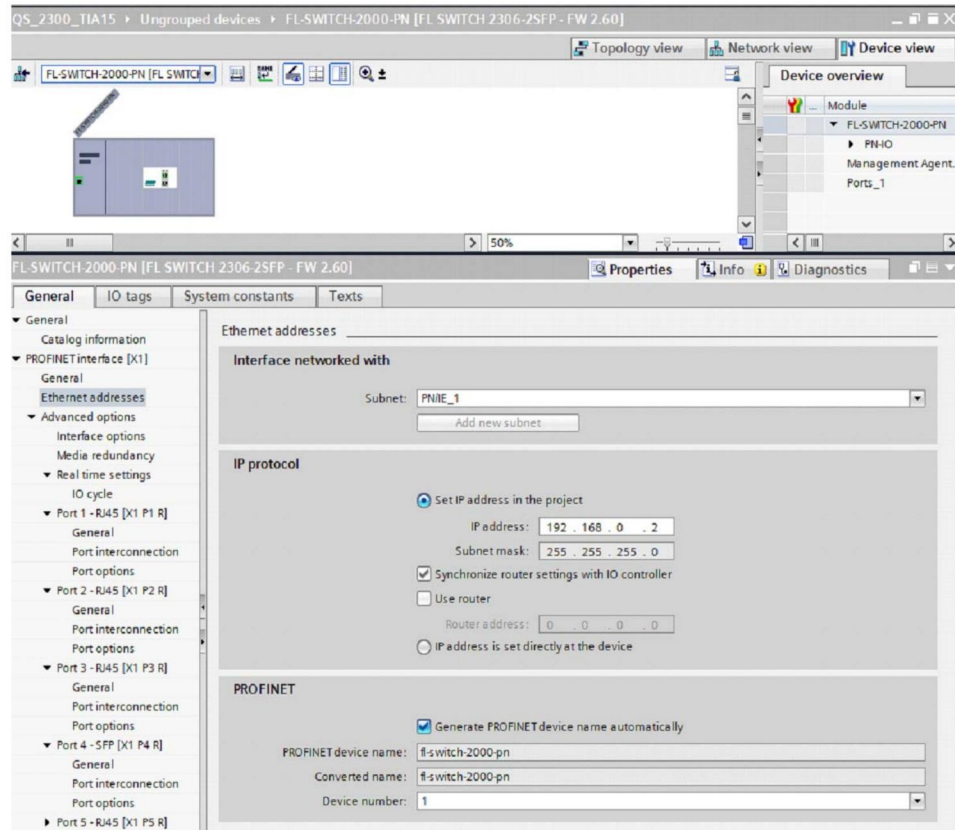 QS_2300_TIA15 ▸ Ungrouped devices ▸ FL-SWITCH-2000-PN [FL SWITCH 2306-2SFP - FW 2.60]
Topology view
Network view
Device view
FL-SWITCH-2000-PN [FL SWITCH
Device overview
... Module
FL-SWITCH-2000-PN
PN-IO
Management Agent.
Ports_1
50%
FL-SWITCH-2000-PN [FL SWITCH 2306-2SFP - FW 2.60]
Properties
Info
Diagnostics
General
IO tags
System constants
Texts
General
Catalog information
PROFINET interface [X1]
General
Ethernet addresses
Advanced options
Interface options
Media redundancy
Real time settings
IO cycle
Port 1 - RJ45 [X1 P1 R]
General
Port interconnection
Port options
Port 2 - RJ45 [X1 P2 R]
General
Port interconnection
Port options
Port 3 - RJ45 [X1 P3 R]
General
Port interconnection
Port options
Port 4 - SFP [X1 P4 R]
General
Port interconnection
Port options
Port 5 - RJ45 [X1 P5 R]
Ethernet addresses
Interface networked with
Subnet: PN/IE_1
Add new subnet
IP protocol
Set IP address in the project
IP address: 192 . 168 . 0 . 2
Subnet mask: 255 . 255 . 255 . 0
Synchronize router settings with IO controller
Use router
Router address: 0 . 0 . 0 . 0
IP address is set directly at the device
PROFINET
Generate PROFINET device name automatically
PROFINET device name: fl-switch-2000-pn
Converted name: fl-switch-2000-pn
Device number: 1